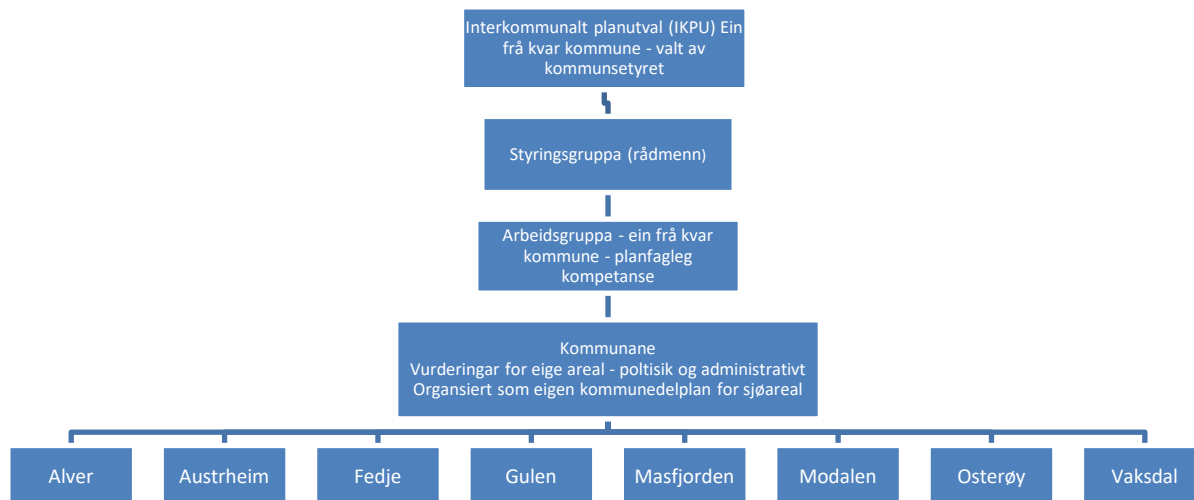 Interkommunalt planutval (IKPU) Ein
frå kvar kommune - valt av
kommunsetyret
Styringsgruppa (rådmenn)
Arbeidsgruppa - ein frå kvar
kommune - planfagleg
kompetanse
Kommunane
Vurderingar for eige areal - poltisik og administrativt
Organsiert som eigen kommunedelplan for sjøareal
Alver
Austrheim
Fedje
Gulen
Masfjorden
Modalen
Osterøy
Vaksdal